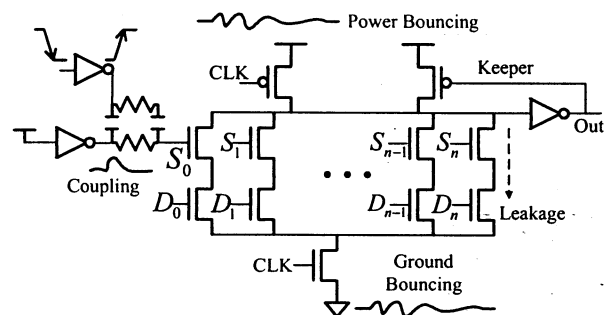 Power Bouncing
CLK
Keeper
Out
S0
S1
Sn-1
Sn
Coupling
D0
D1
Dn-1
Dn
Leakage
CLK
Ground
Bouncing